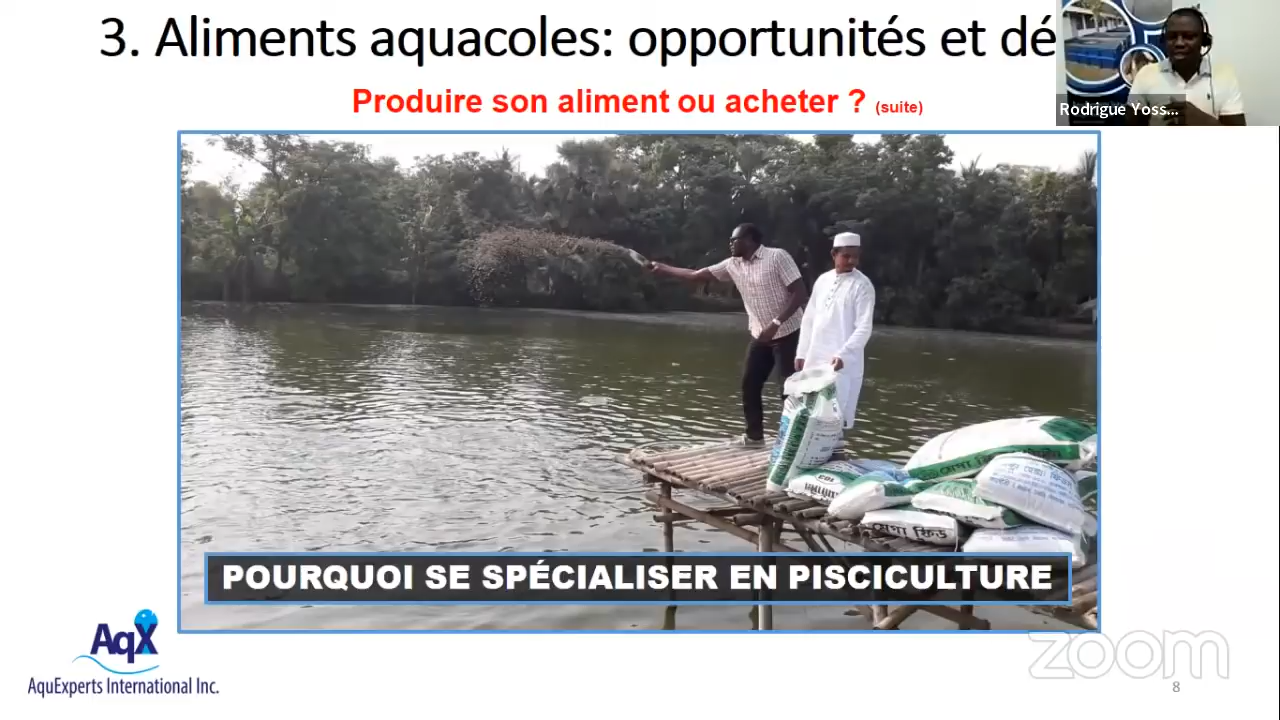 3. Aliments aquacoles: opportunités et dé
Rodrigue Yoss...
Produire son aliment ou acheter ? (suite)
মেগা ফিড
POURQUOI SE SPÉCIALISER EN PISCICULTURE
AqX
AquExperts International Inc.
zoom
8